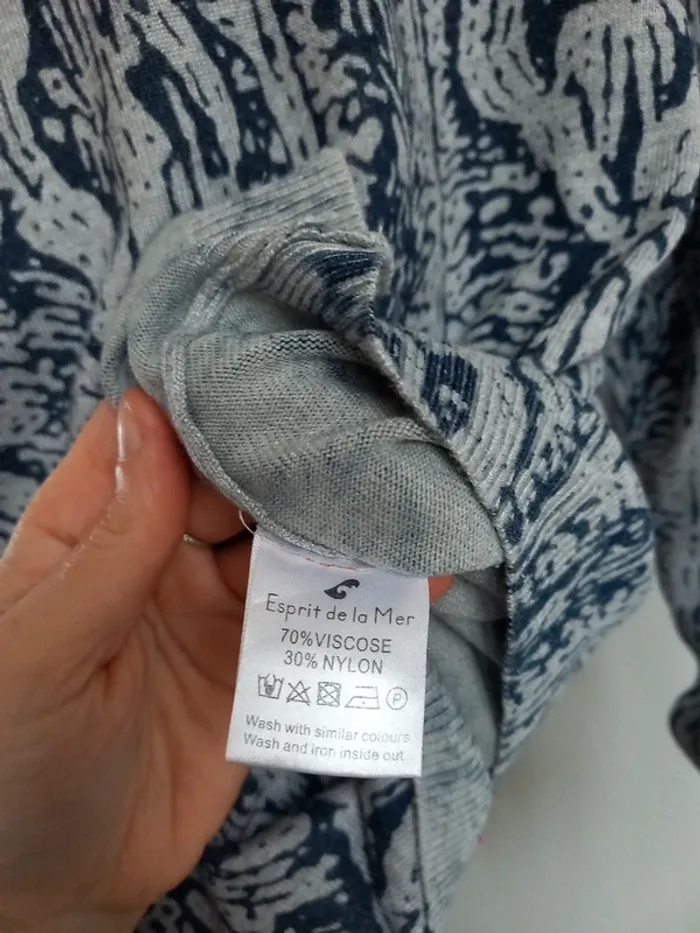 Esprit de la Mer
70%VISCOSE
30% NYLON
P
Wash with similar colours
Wash and iron inside out